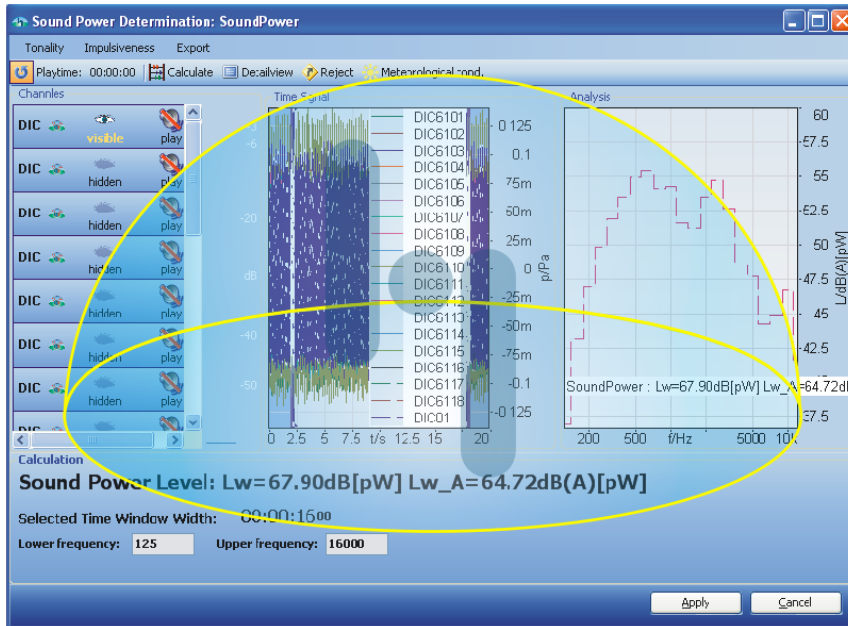 Sound Power Determination: SoundPower
Tonality Impulsiveness Export
Playtime: 00:00:00 Calculate Detailview Reject Meteorological cond.
Channles
DIC visible play
DIC hidden play
DIC hidden play
DIC hidden play
DIC hidden play
DIC hidden play
DIC hidden play
DIC
Time Signal
-3
-6
-20
dB
-40
-50
DIC6101
DIC6102
DIC6103
DIC6104
DIC6105
DIC6106
DIC6107
DIC6108
DIC6109
DIC6110
DIC6111
DIC6112
DIC6113
DIC6114
DIC6115
DIC6116
DIC6117
DIC6118
DIC01
0 125
0.1
75m
50m
25m
0
-25m
-50m
-75m
-0.1
-0 125
p/Pa
0 2.5 5 7.5 t/s 12.5 15 20
Analysis
60
57.5
55
52.5
50
47.5
45
42.5
37.5
L/dB(A)[pW]
SoundPower : Lw=67.90dB[pW] Lw_A=64.72dB
200 500 f/Hz 5000 10k
Calculation
Sound Power Level: Lw=67.90dB[pW] Lw_A=64.72dB(A)[pW]
Selected Time Window Width: 00:00:1600
Lower frequency: 125 Upper frequency: 16000
Apply Cancel